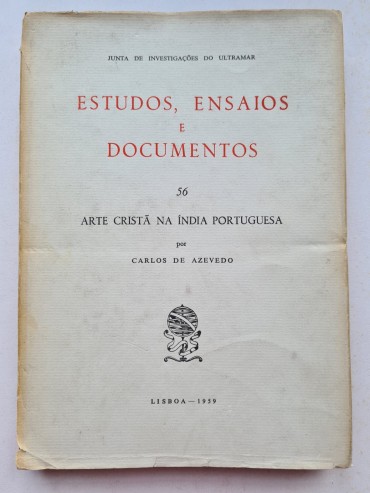 JUNTA DE INVESTIGAÇÕES DO ULTRAMAR
ESTUDOS, ENSAIOS
E
DOCUMENTOS
56
ARTE CRISTÃ NA ÍNDIA PORTUGUESA
por
CARLOS DE AZEVEDO
LISBOA — 1959